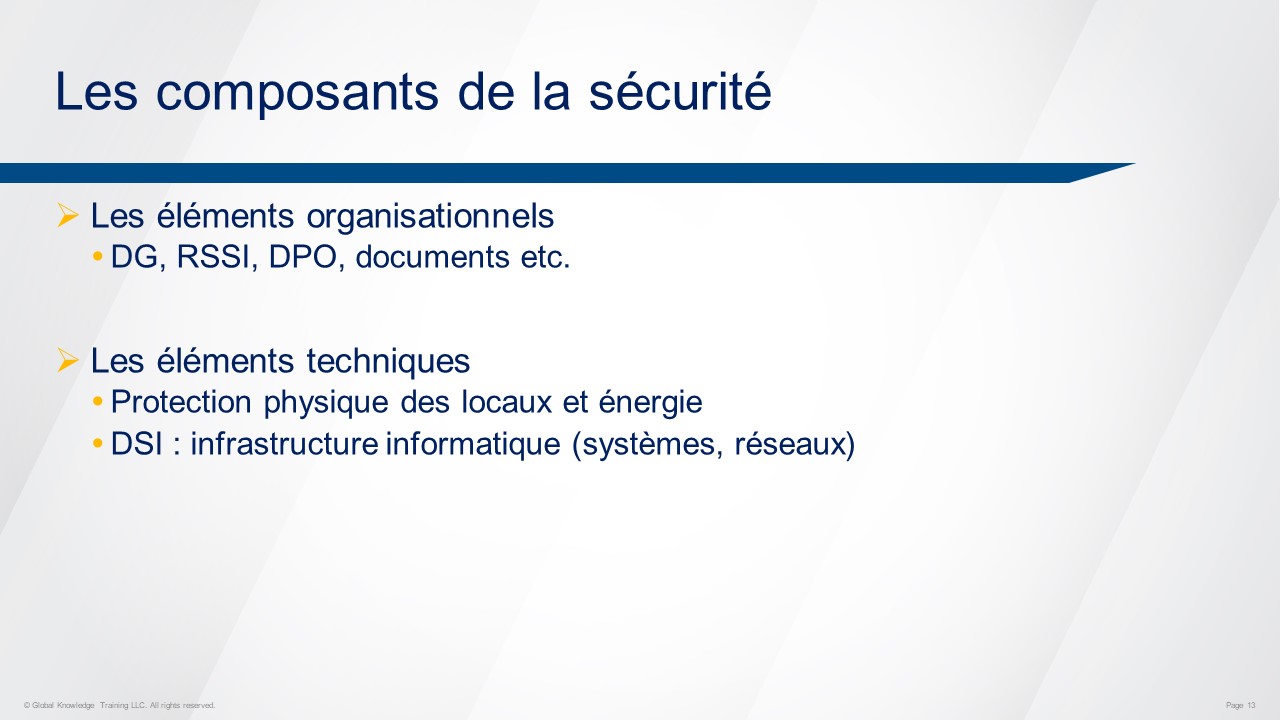 Les composants de la sécurité
Les éléments organisationnels
DG, RSSI, DPO, documents etc.
Les éléments techniques
Protection physique des locaux et énergie
DSI : infrastructure informatique (systèmes, réseaux)
© Global Knowledge Training LLC. All rights reserved.
Page 13